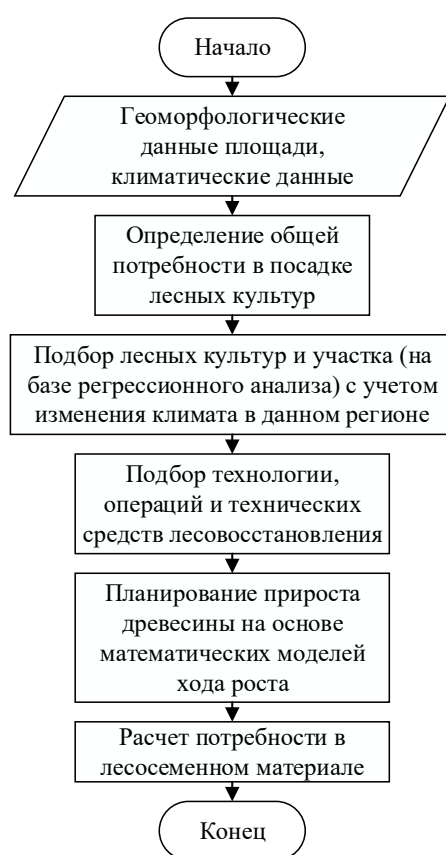 Начало
Геоморфологические
данные площади,
климатические данные
Определение общей
потребности в посадке
лесных культур
Подбор лесных культур и участка (на
базе регрессионного анализа) с учетом
изменения климата в данном регионе
Подбор технологии,
операций и технических
средств лесовосстановления
Планирование прироста
древесины на основе
математических моделей
хода роста
Расчет потребности в
лесосеменном материале
Конец